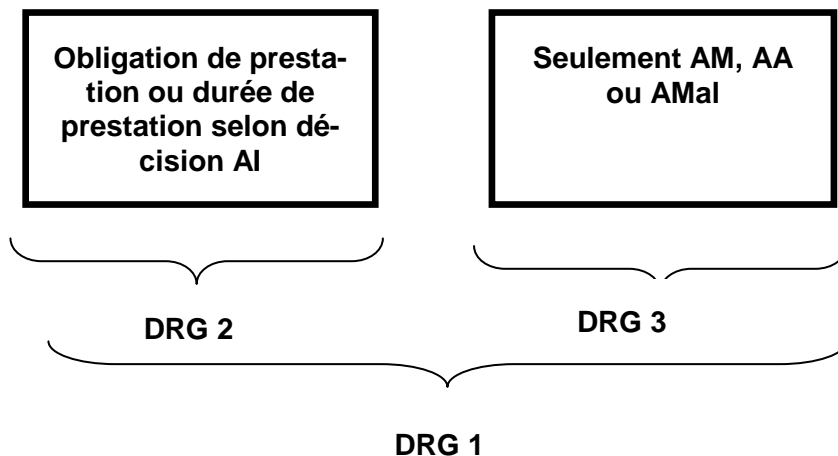 Obligation de presta-
tion ou durée de
prestation selon dé-
cision AI
Seulement AM, AA
ou AMal
DRG 2
DRG 3
DRG 1